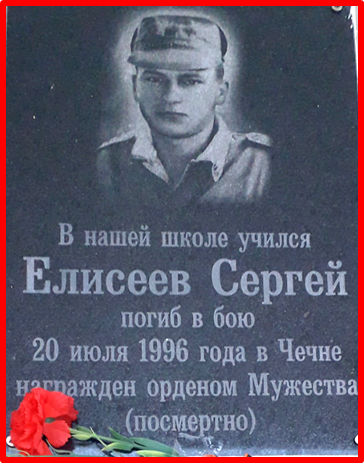 В нашей школе учился
Елисеев Сергей
погиб в бою
20 июля 1996 года в Чечне
награжден орденом Мужества
(посмертно)